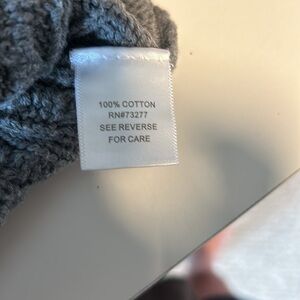 100% COTTON
RN#73277
SEE REVERSE
FOR CARE